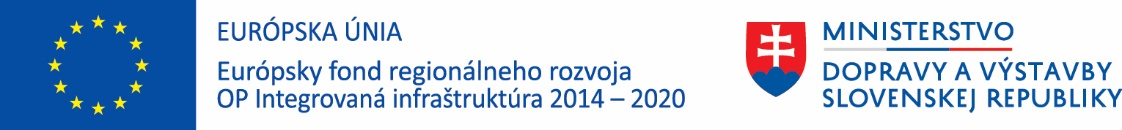 EURÓPSKA ÚNIA
Európsky fond regionálneho rozvoja
OP Integrovaná infraštruktúra 2014 – 2020
MINISTERSTVO
DOPRAVY A VÝSTAVBY
SLOVENSKEJ REPUBLIKY